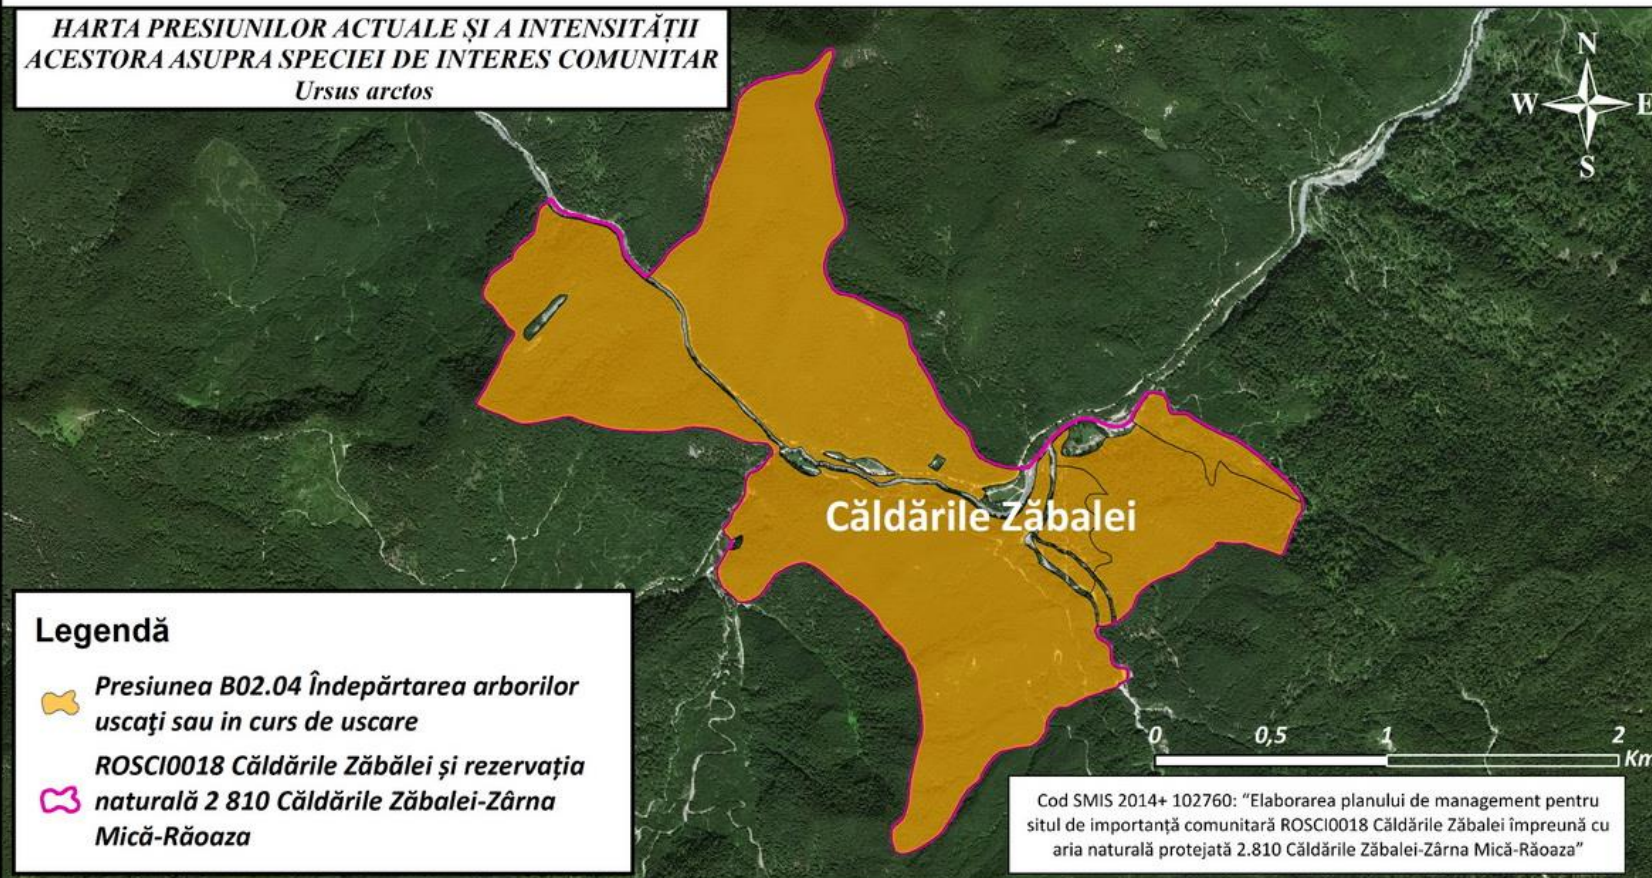 HARTA PRESIUNILOR ACTUALE ȘI A INTENSITĂȚII
ACESTORA ASUPRA SPECIEI DE INTERES COMUNITAR
Ursus arctos
N
W E
S
Căldările Zăbalei
Legendă
Presiunea B02.04 Îndepărtarea arborilor
uscaţi sau in curs de uscare
ROSCI0018 Căldările Zăbălei și rezervația
naturală 2 810 Căldările Zăbalei-Zârna
Mică-Răoaza
0 0,5 1 2
Km
Cod SMIS 2014+ 102760: “Elaborarea planului de management pentru
situl de importanță comunitară ROSCI0018 Căldările Zăbalei împreună cu
aria naturală protejată 2.810 Căldările Zăbalei-Zârna Mică-Răoaza”